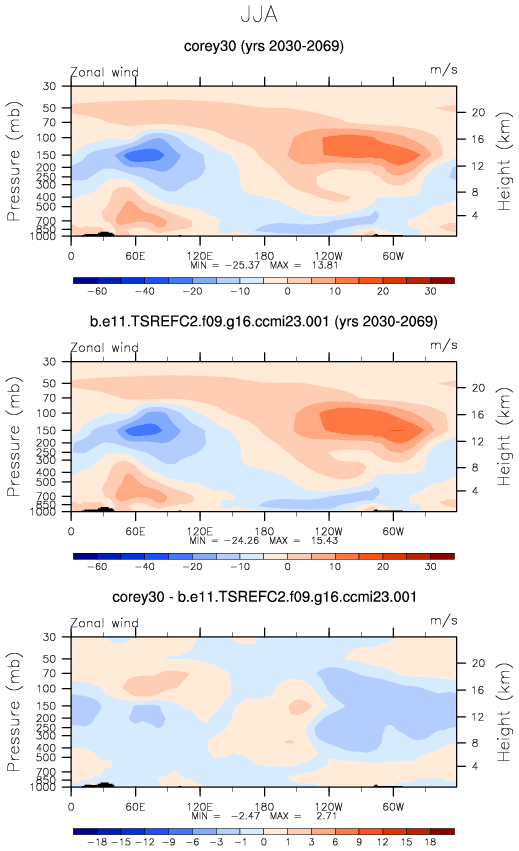 JJA
corey30 (yrs 2030-2069)
Zonal wind m/s
Pressure (mb)
30
50
70
100
150
200
250
300
400
500
700
850
1000
Height (km)
20
16
12
8
4
0 60E 120E 180 120W 60W
MIN = -25.37 MAX = 13.81
-60 -40 -20 -10 0 10 20 30
b.e11.TSREFC2.f09.g16.ccmi23.001 (yrs 2030-2069)
Zonal wind m/s
Pressure (mb)
30
50
70
100
150
200
250
300
400
500
700
850
1000
Height (km)
20
16
12
8
4
0 60E 120E 180 120W 60W
MIN = -24.26 MAX = 15.43
-60 -40 -20 -10 0 10 20 30
corey30 - b.e11.TSREFC2.f09.g16.ccmi23.001
Zonal wind m/s
Pressure (mb)
30
50
70
100
150
200
250
300
400
500
700
850
1000
Height (km)
20
16
12
8
4
0 60E 120E 180 120W 60W
MIN = -2.47 MAX = 2.71
-18 -15 -12 -9 -6 -3 -1 0 1 3 6 9 12 15 18